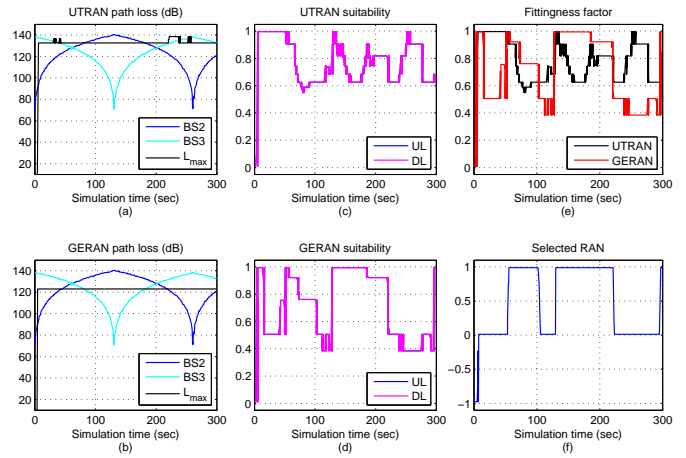 UTRAN path loss (dB)
140
120
100
80
60
40
20
BS2
BS3
Lmax
0
100
200
300
Simulation time (sec)
(a)
UTRAN suitability
1
0.8
0.6
0.4
0.2
0
UL
DL
0
100
200
300
Simulation time (sec)
(c)
Fittingness factor
1
0.8
0.6
0.4
0.2
0
UTRAN
GERAN
0
100
200
300
Simulation time (sec)
(e)
GERAN path loss (dB)
140
120
100
80
60
40
20
BS2
BS3
Lmax
0
100
200
300
Simulation time (sec)
(b)
GERAN suitability
1
0.8
0.6
0.4
0.2
0
UL
DL
0
100
200
300
Simulation time (sec)
(d)
Selected RAN
1
0.5
0
−0.5
−1
0
100
200
300
Simulation time (sec)
(f)